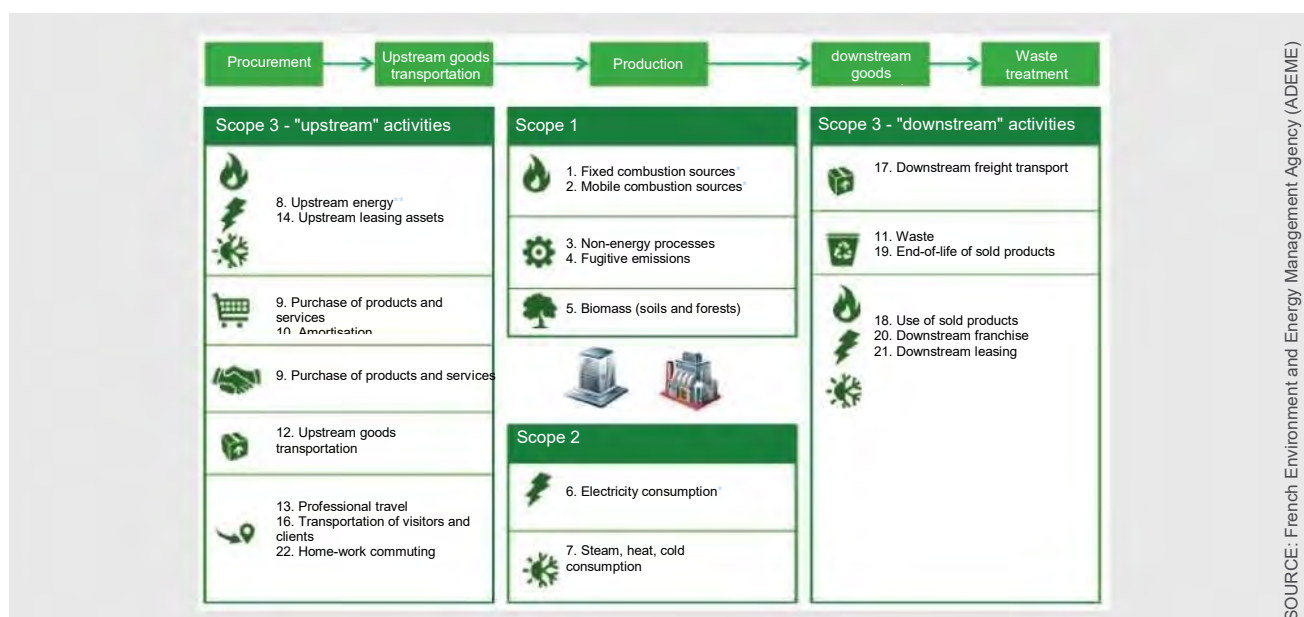 Procurement
Upstream goods
transportation
Production
downstream
goods
Waste
treatment
Scope 3 - "upstream" activities
8. Upstream energy**
14. Upstream leasing assets
9. Purchase of products and
services
10. Amortisation
9. Purchase of products and services
12. Upstream goods
transportation
13. Professional travel
16. Transportation of visitors and
clients
22. Home-work commuting
Scope 1
1. Fixed combustion sources*
2. Mobile combustion sources*
3. Non-energy processes
4. Fugitive emissions
5. Biomass (soils and forests)
Scope 2
6. Electricity consumption*
7. Steam, heat, cold
consumption
Scope 3 - "downstream" activities
17. Downstream freight transport
11. Waste
19. End-of-life of sold products
18. Use of sold products
20. Downstream franchise
21. Downstream leasing
SOURCE: French Environment and Energy Management Agency (ADEME)